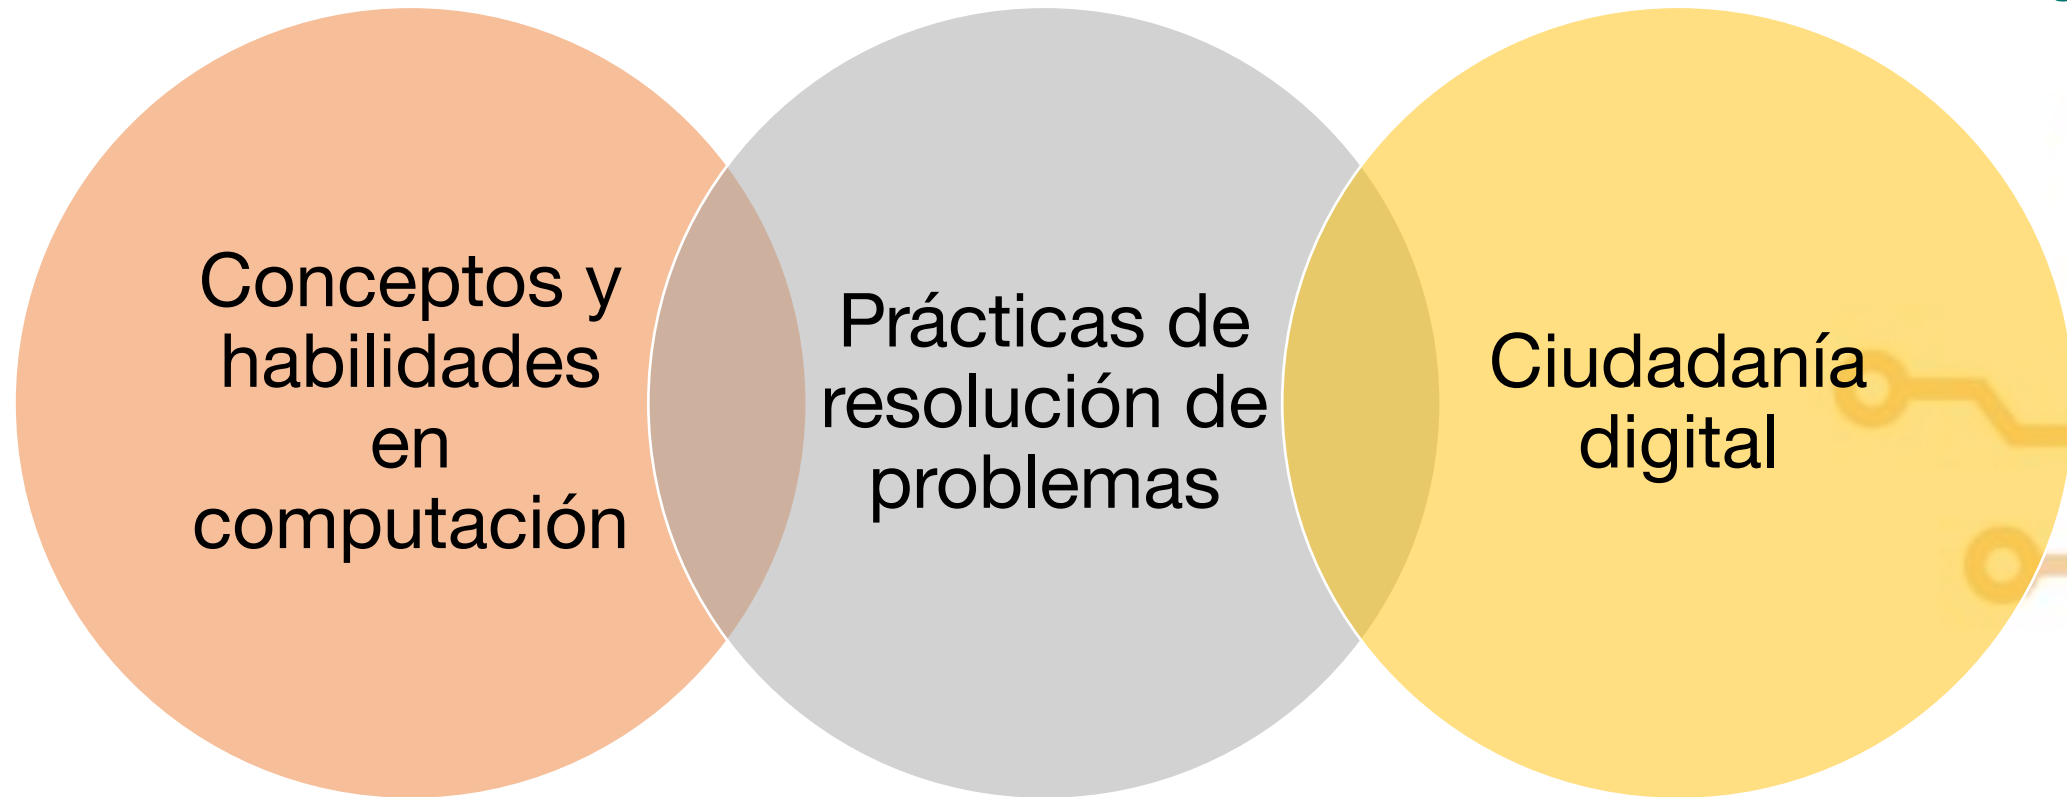 Conceptos y
habilidades
en
computación
Prácticas de
resolución de
problemas
Ciudadanía
digital